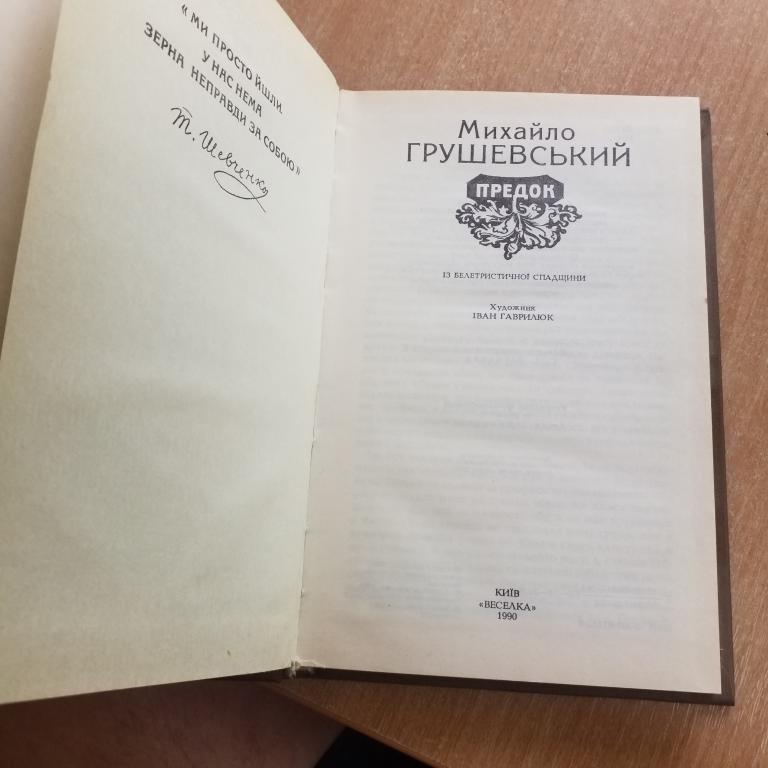 « МИ ПРОСТО ЙШЛИ.
У НАС НЕМА
ЗЕРНА НЕПРАВДИ ЗА СОБОЮ»
Т. Шевченко
Михайло
ГРУШЕВСЬКИЙ
ПРЕДОК
ІЗ БЕЛЕТРИСТИЧНОЇ СПАДЩИНИ
Художник
ІВАН ГАВРИЛЮК
КИЇВ
«ВЕСЕЛКА»
1990